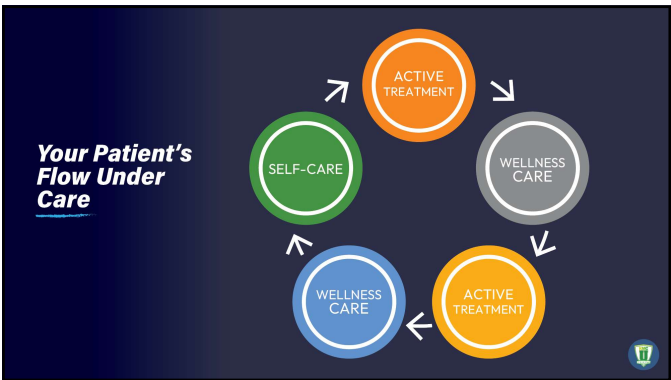 Your Patient's
Flow Under
Care
ACTIVE
TREATMENT
WELLNESS
CARE
ACTIVE
TREATMENT
WELLNESS
CARE
SELF-CARE